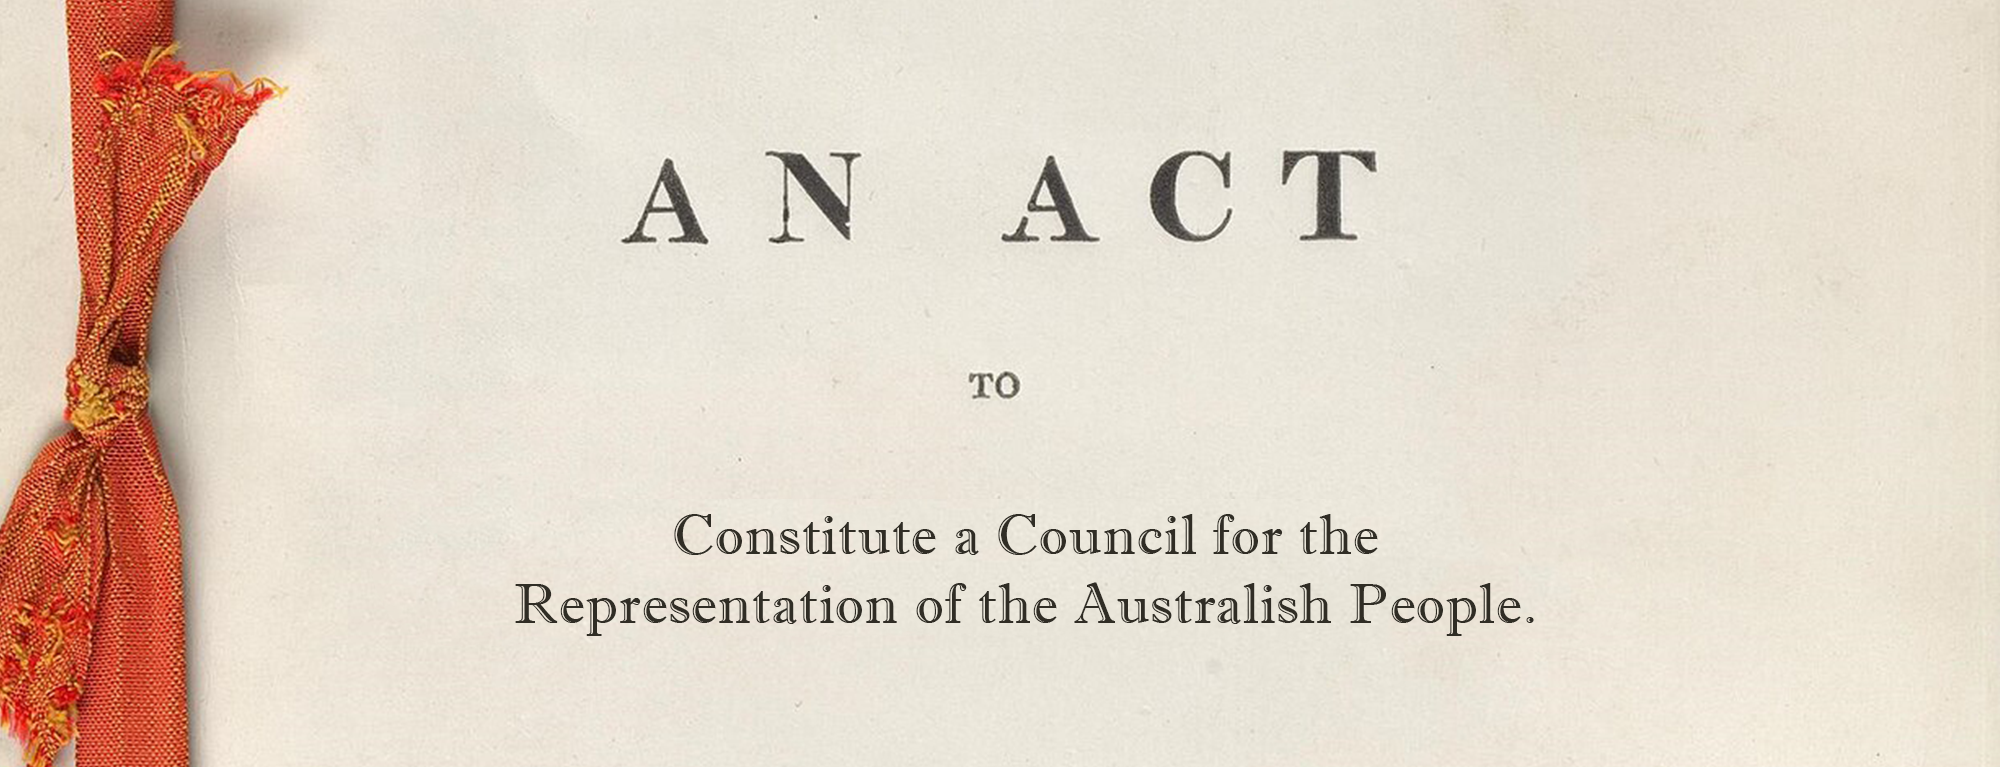 AN ACT
TO
Constitute a Council for the
Representation of the Australish People.